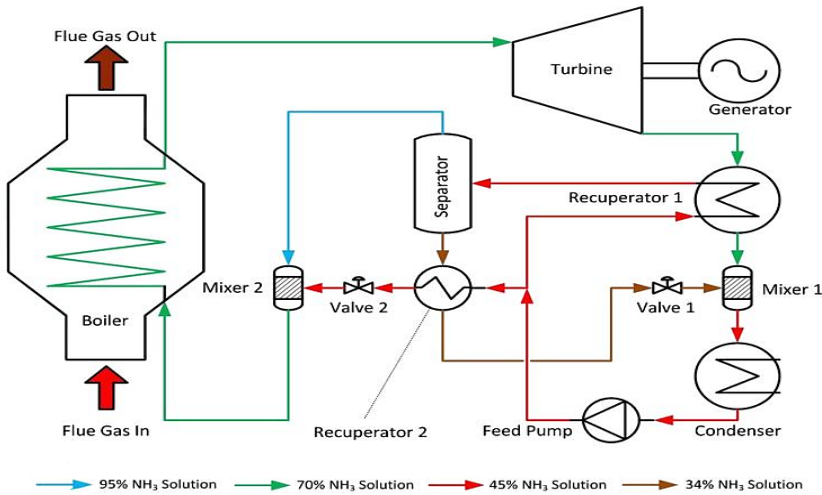 Flue Gas Out
Turbine
Generator
Separator
Recuperator 1
Mixer 2
Valve 2
Valve 1
Mixer 1
Boiler
Flue Gas In
Recuperator 2
Feed Pump
Condenser
95% NH₃ Solution
70% NH₃ Solution
45% NH₃ Solution
34% NH₃ Solution